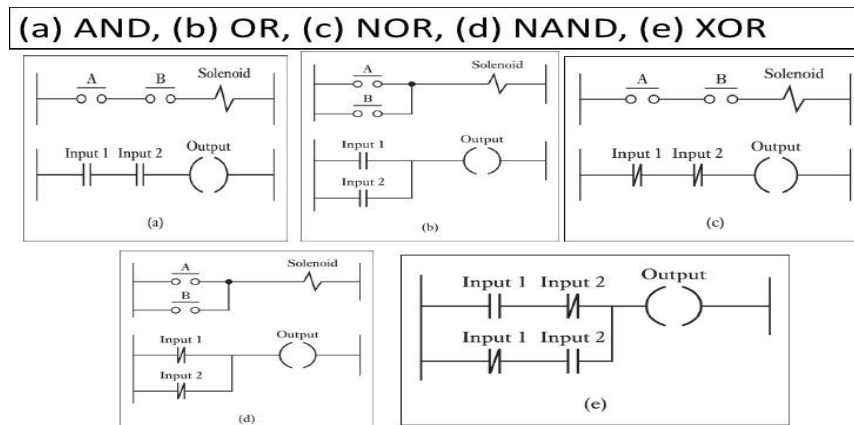 (a) AND, (b) OR, (c) NOR, (d) NAND, (e) XOR
A B Solenoid
Input 1 Input 2 Output
(a)
A Solenoid
B
Input 1 Output
Input 2
(b)
A B Solenoid
Input 1 Input 2 Output
(c)
A Solenoid
B
Input 1 Output
Input 2
(d)
Input 1 Input 2 Output
Input 1 Input 2
(e)